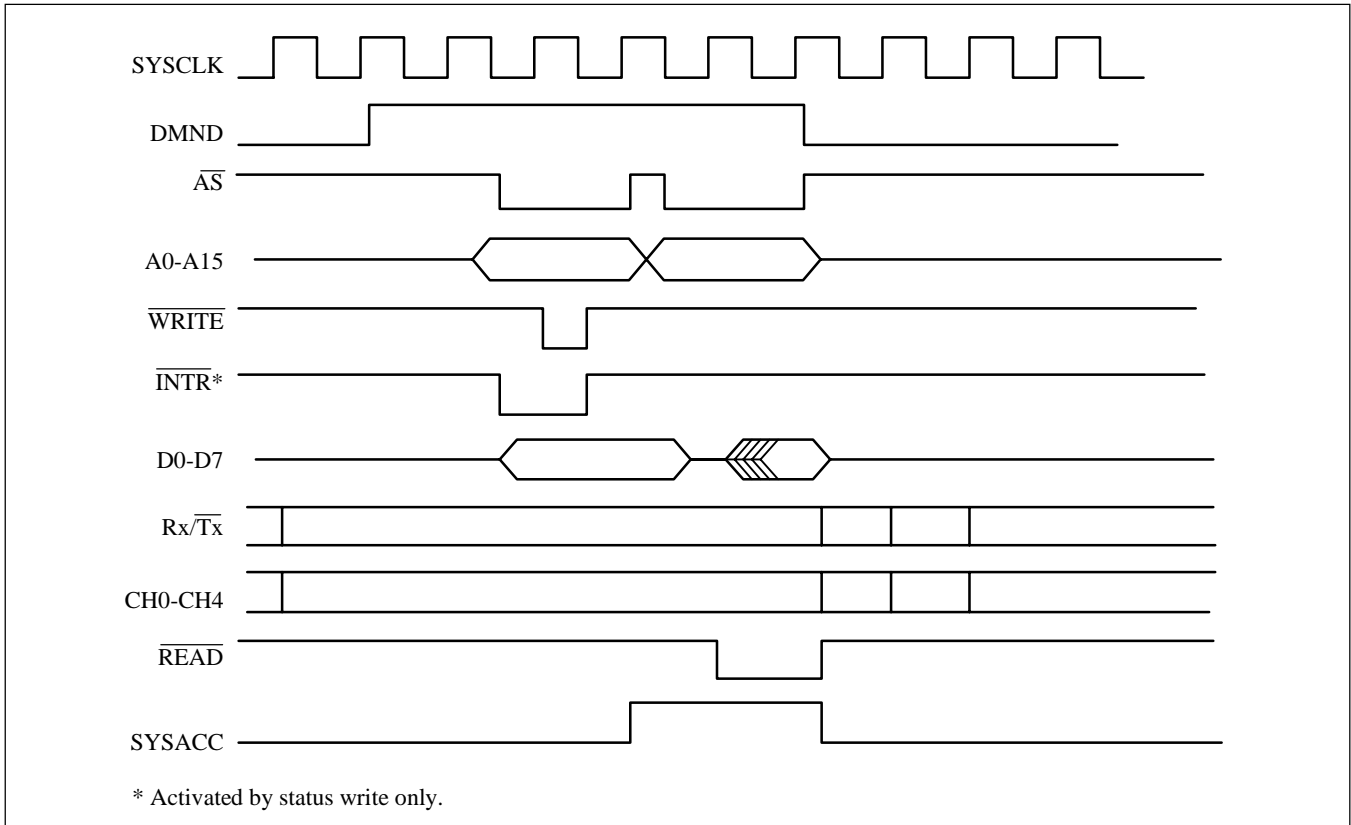 SYSCLK
DMND
AS
A0-A15
WRITE
INTR*
D0-D7
Rx/Tx
CH0-CH4
READ
SYSACC
* Activated by status write only.